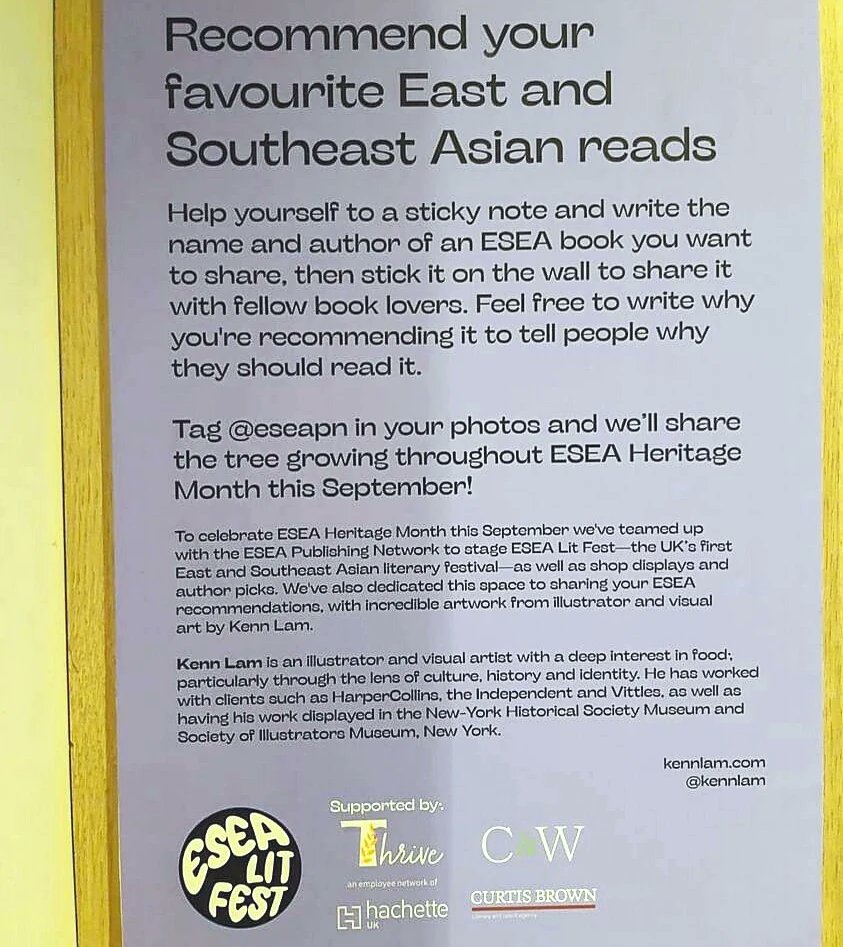 Recommend your
favourite East and
Southeast Asian reads
Help yourself to a sticky note and write the
name and author of an ESEA book you want
to share, then stick it on the wall to share it
with fellow book lovers. Feel free to write why
you're recommending it to tell people why
they should read it.
Tag @eseapn in your photos and we'll share
the tree growing throughout ESEA Heritage
Month this September!
To celebrate ESEA Heritage Month this September we've teamed up
with the ESEA Publishing Network to stage ESEA Lit Fest—the UK's first
East and Southeast Asian literary festival—as well as shop displays and
author picks. We've also dedicated this space to sharing your ESEA
recommendations, with incredible artwork from illustrator and visual
art by Kenn Lam.
Kenn Lam is an illustrator and visual artist with a deep interest in food;,
particularly through the lens of culture, history and identity. He has worked
with clients such as HarperCollins, the Independent and Vittles, as well as
having his work displayed in the New-York Historical Society Museum and
Society of Illustrators Museum, New York.
kennlam.com
@kennlam
ESEA
LIT
FEST
Supported by:
Thrive
an employee network of
hachette
UK
C&W
CURTIS BROWN